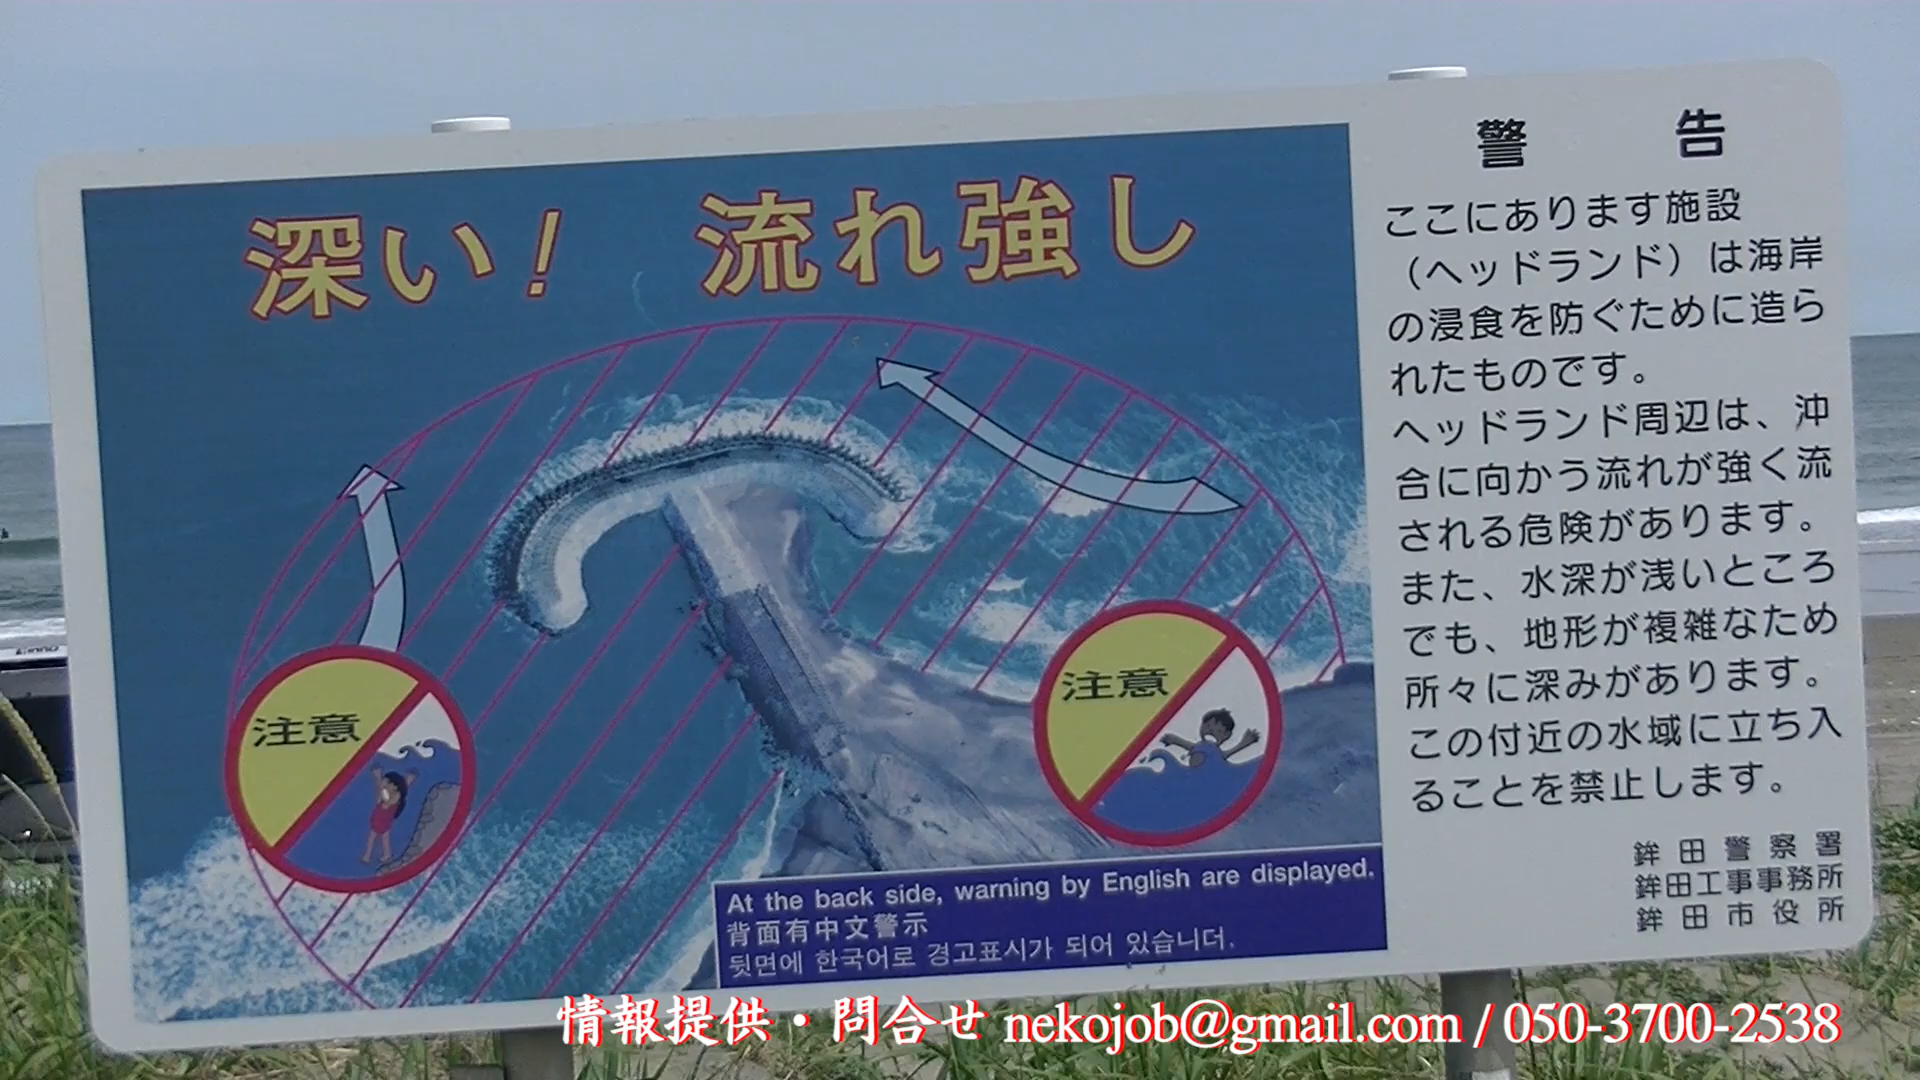 深い！ 流れ強し
注意
注意
At the back side, warning by English are displayed.
背面有中文警示
뒷면에 한국어로 경고표시가 되어 있습니더.
警 告
ここにあります施設
（ヘッドランド）は海岸
の浸食を防ぐために造ら
れたものです。
ヘッドランド周辺は、沖
合に向かう流れが強く流
される危険があります。
また、水深が浅いところ
でも、地形が複雑なため
所々に深みがあります。
この付近の水域に立ち入
ることを禁止します。
鉾田警察署
鉾田工事事務所
鉾田市役所
情報提供・問合せ nekojob@gmail.com / 050-3700-2538